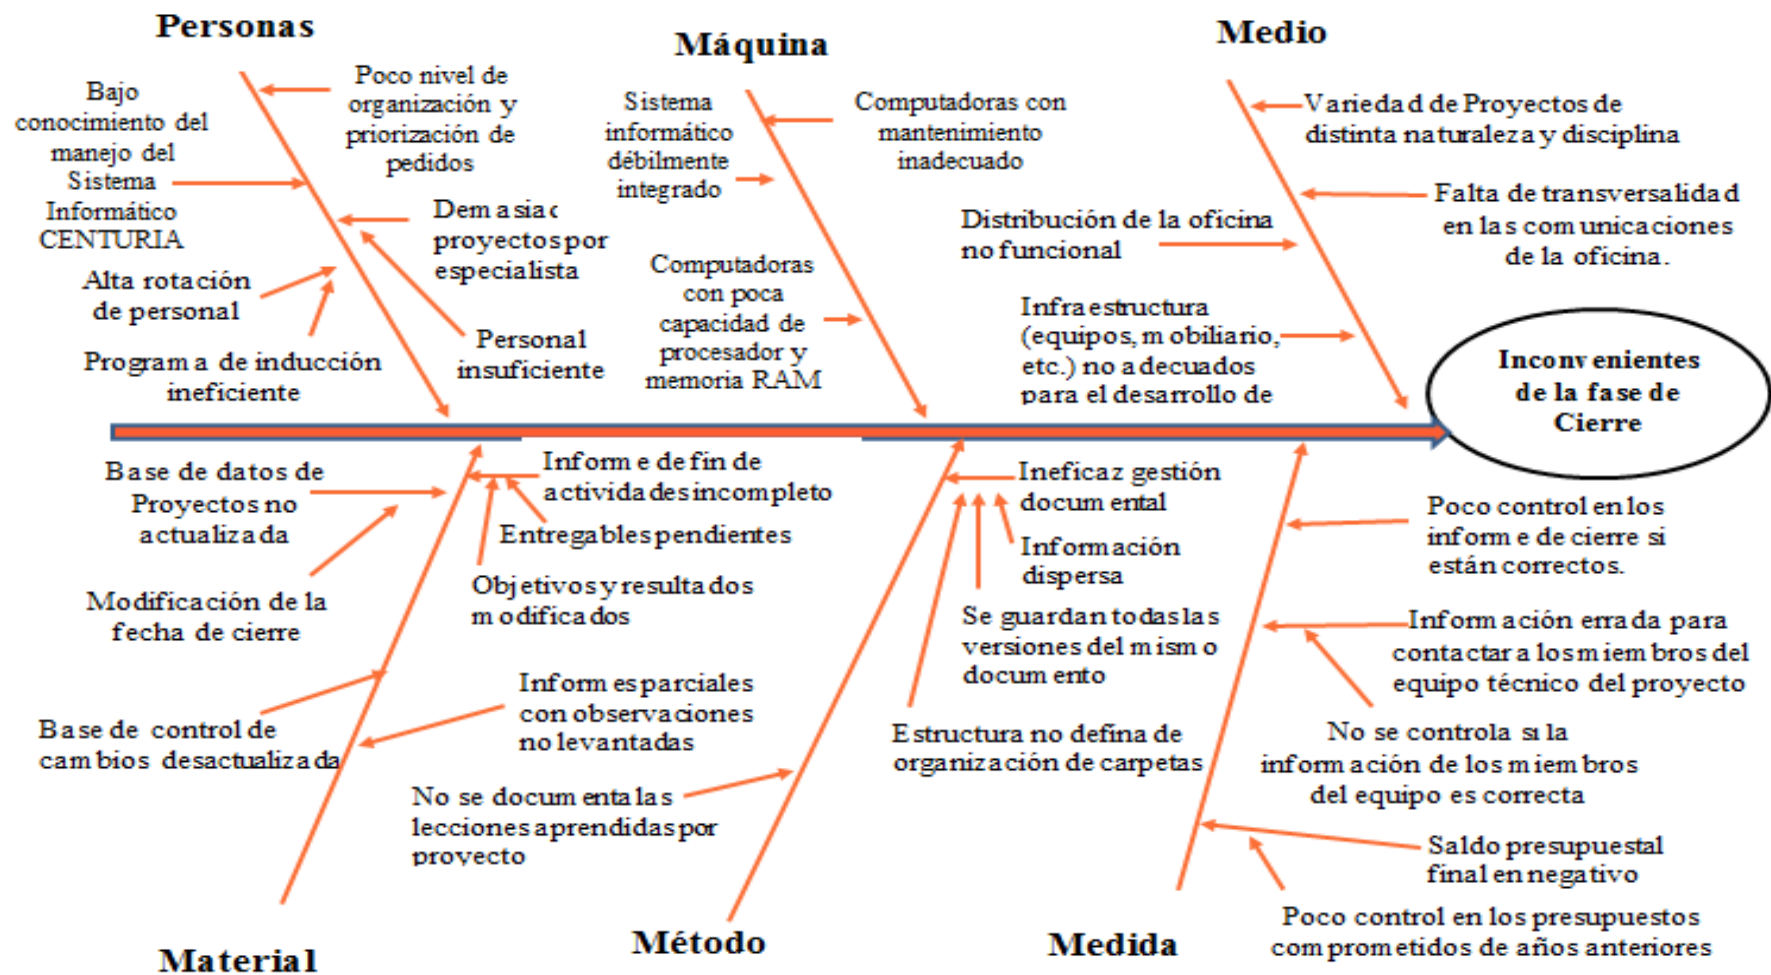 Personas
Bajo
conocimiento del
manejo del
Sistema
Informático
CENTURIA
Poco nivel de
organización y
priorización de
pedidos
Demasiac
proyectos por
especialista
Alta rotación
de personal
Programa de inducción
ineficiente
Personal
insuficiente
Máquina
Sistema
informático
débilmente
integrado
Computadoras con
mantenimiento
inadecuado
Computadoras
con poca
capacidad de
procesador y
memoria RAM
Medio
Variedad de Proyectos de
distinta naturaleza y disciplina
Falta de transversalidad
en las comunicaciones
de la oficina.
Distribución de la oficina
no funcional
Infraestructura
(equipos, mobiliario,
etc.) no adecuados
para el desarrollo de
Inconvenientes
de la fase de
Cierre
Base de datos de
Proyectos no
actualizada
Modificación de la
fecha de cierre
Informe de fin de
actividades incompleto
Entregables pendientes
Objetivos y resultados
modificados
Base de control de
cambios desactualizada
Informes parciales
con observaciones
no levantadas
Material
Ineficaz gestión
documental
Información
dispersa
Se guardan todas las
versiones del mismo
documento
Estructura no defina de
organización de carpetas
No se documenta las
lecciones aprendidas por
proyecto
Método
Poco control en los
informe de cierre si
están correctos.
Información errada para
contactar a los miembros del
equipo técnico del proyecto
No se controla si la
información de los miembros
del equipo es correcta
Saldo presupuestal
final en negativo
Poco control en los presupuestos
comprometidos de años anteriores
Medida